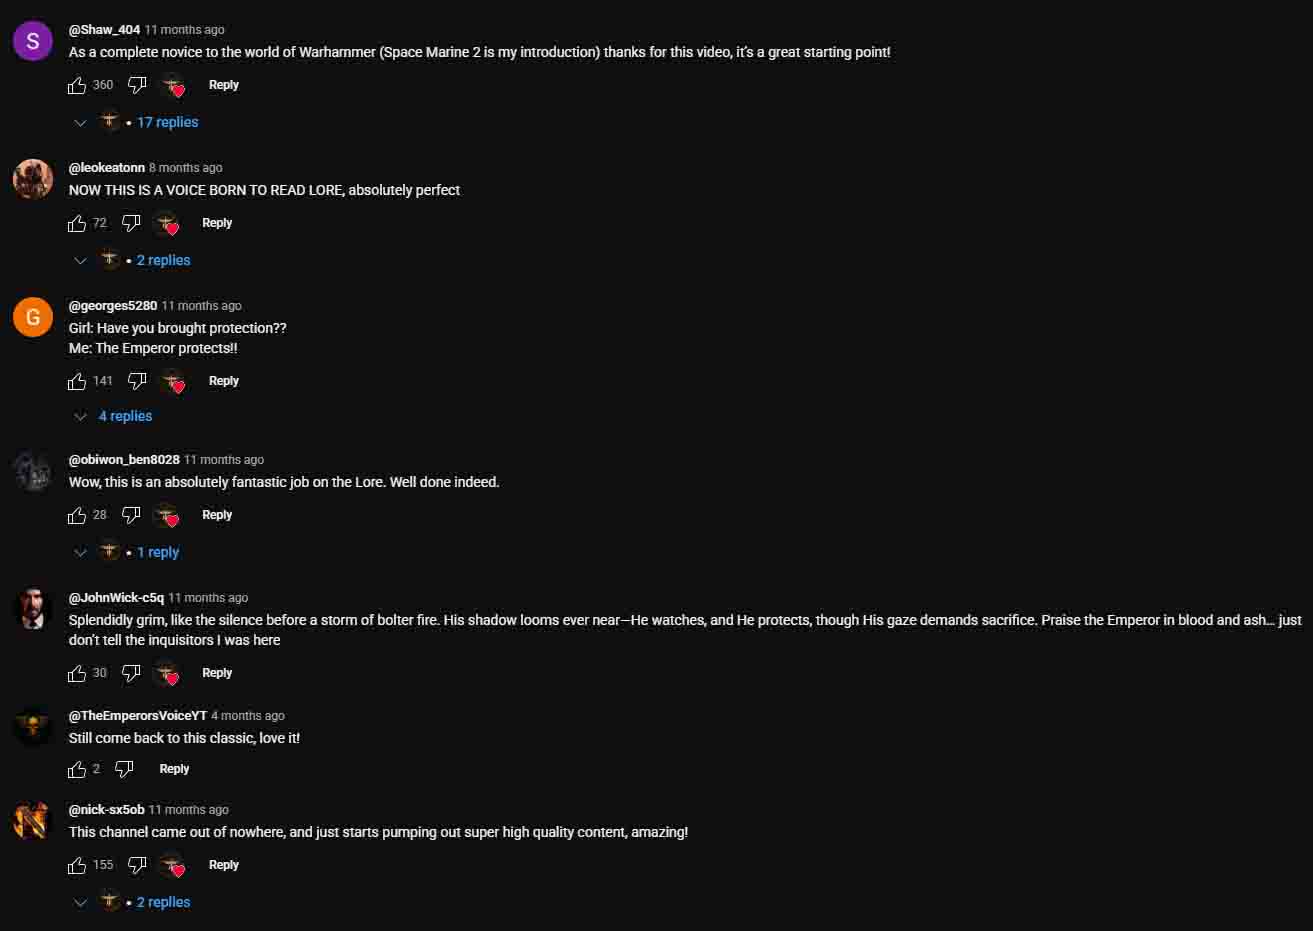 S
@Shaw_404 11 months ago
As a complete novice to the world of Warhammer (Space Marine 2 is my introduction) thanks for this video, it's a great starting point!
360 Reply
• 17 replies
@leokeatonn 8 months ago
NOW THIS IS A VOICE BORN TO READ LORE, absolutely perfect
72 Reply
• 2 replies
G
@georges5280 11 months ago
Girl: Have you brought protection??
Me: The Emperor protects!!
141 Reply
4 replies
@obiwon_ben8028 11 months ago
Wow, this is an absolutely fantastic job on the Lore. Well done indeed.
28 Reply
• 1 reply
@JohnWick-c5q 11 months ago
Splendidly grim, like the silence before a storm of bolter fire. His shadow looms ever near—He watches, and He protects, though His gaze demands sacrifice. Praise the Emperor in blood and ash... just
don't tell the inquisitors I was here
30 Reply
@TheEmperorsVoiceYT 4 months ago
Still come back to this classic, love it!
2 Reply
N
@nick-sx5ob 11 months ago
This channel came out of nowhere, and just starts pumping out super high quality content, amazing!
155 Reply
• 2 replies